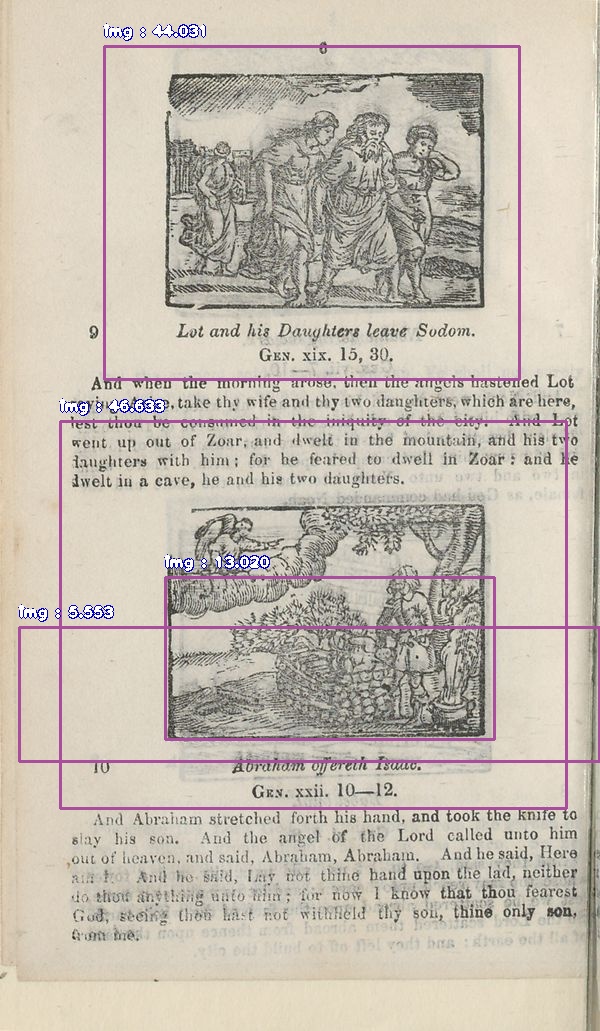 Img : 44.031
6
9 Lot and his Daughters leave Sodom.
GEN. xix. 15, 30.
And when the morning arose, then the angels hastened Lot
take thy wife and thy two daughters, which are here,
lest thou be consumed in the iniquity of the city. And Lot
Img : 46.633
went up out of Zoar, and dwelt in the mountain, and his two
daughters with him; for he feared to dwell in Zoar: and he
dwelt in a cave, he and his two daughters.
Img : 13.020
Img : 5.553
10 Abraham offereth Isaac.
GEN. xxii. 10—12.
And Abraham stretched forth his hand, and took the knife to
slay his son. And the angel of the Lord called unto him
out of heaven, and said, Abraham, Abraham. And he said, Here
am I. And he said, Lay not thine hand upon the lad, neither
do thou anything unto him; for now I know that thou fearest
God, seeing thou hast not withheld thy son, thine only son,
from me.